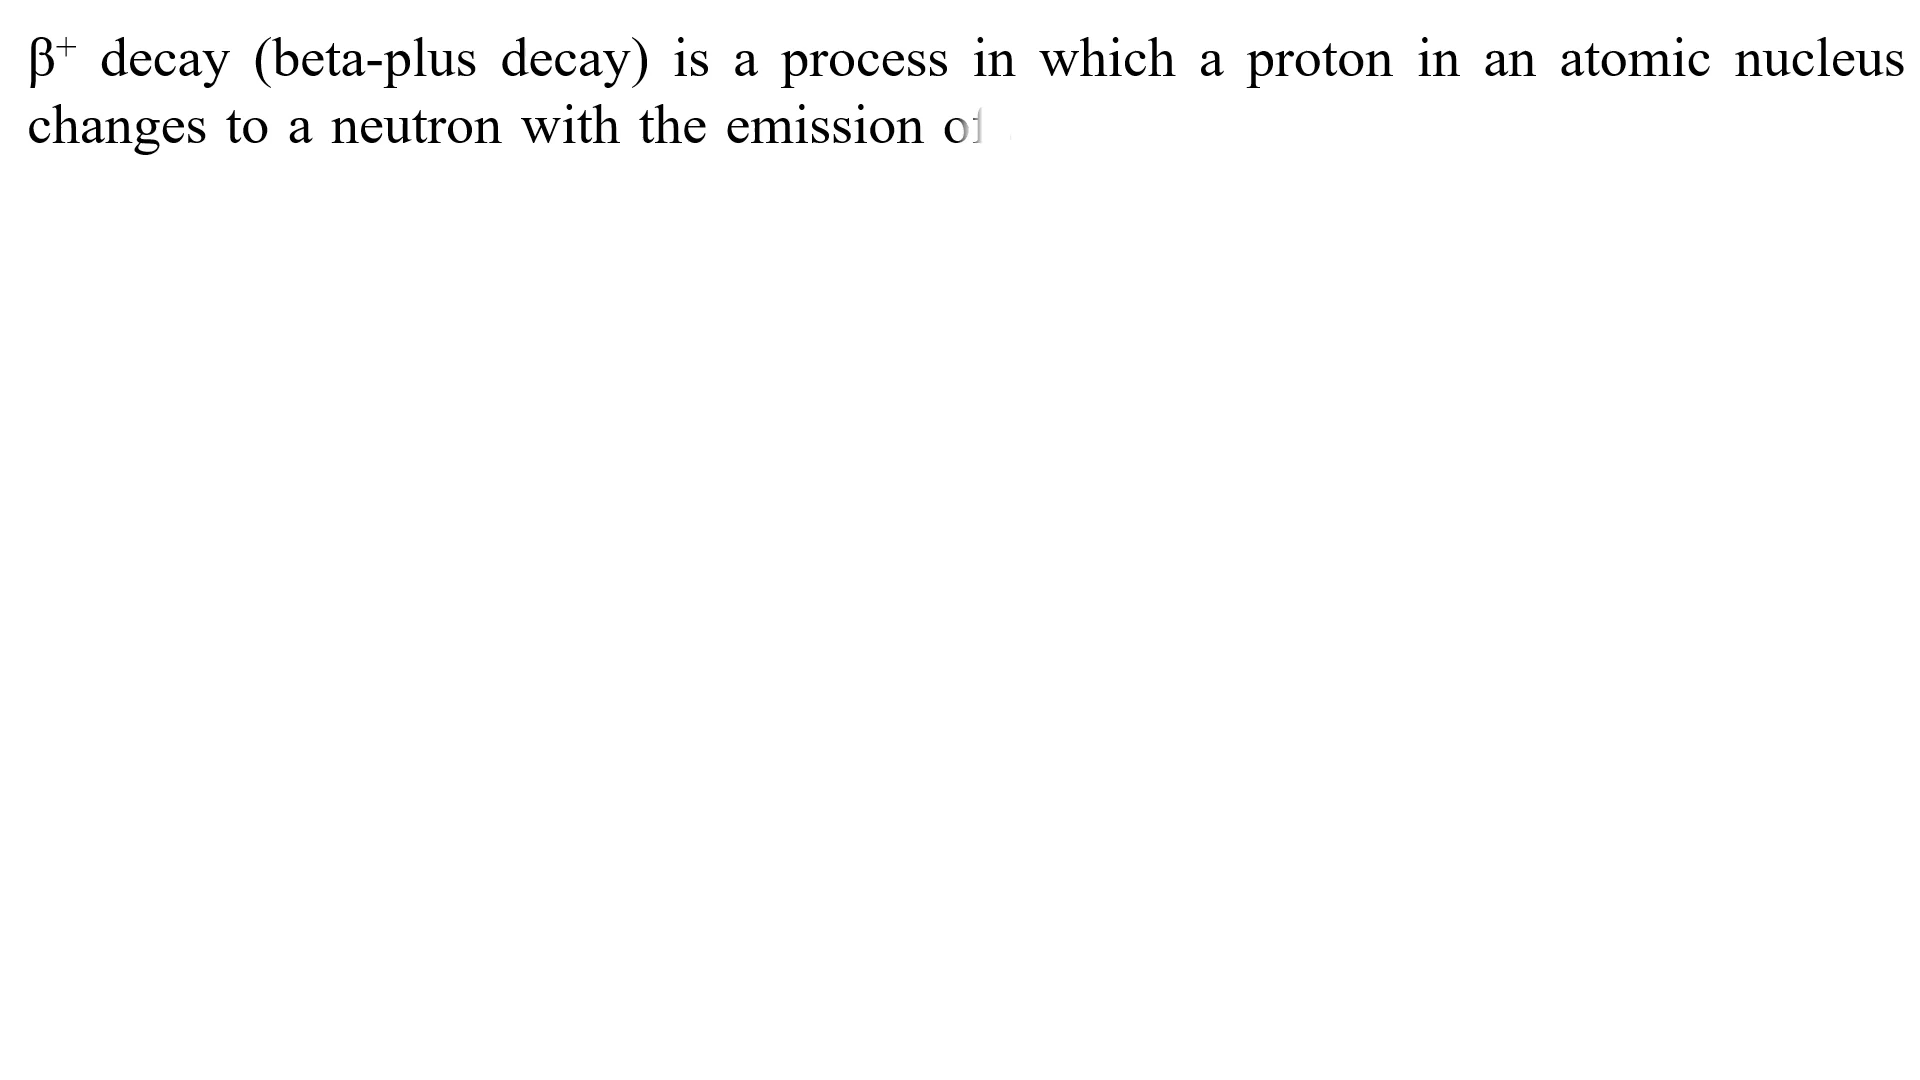 β⁺ decay (beta-plus decay) is a process in which a proton in an atomic nucleus
changes to a neutron with the emission of